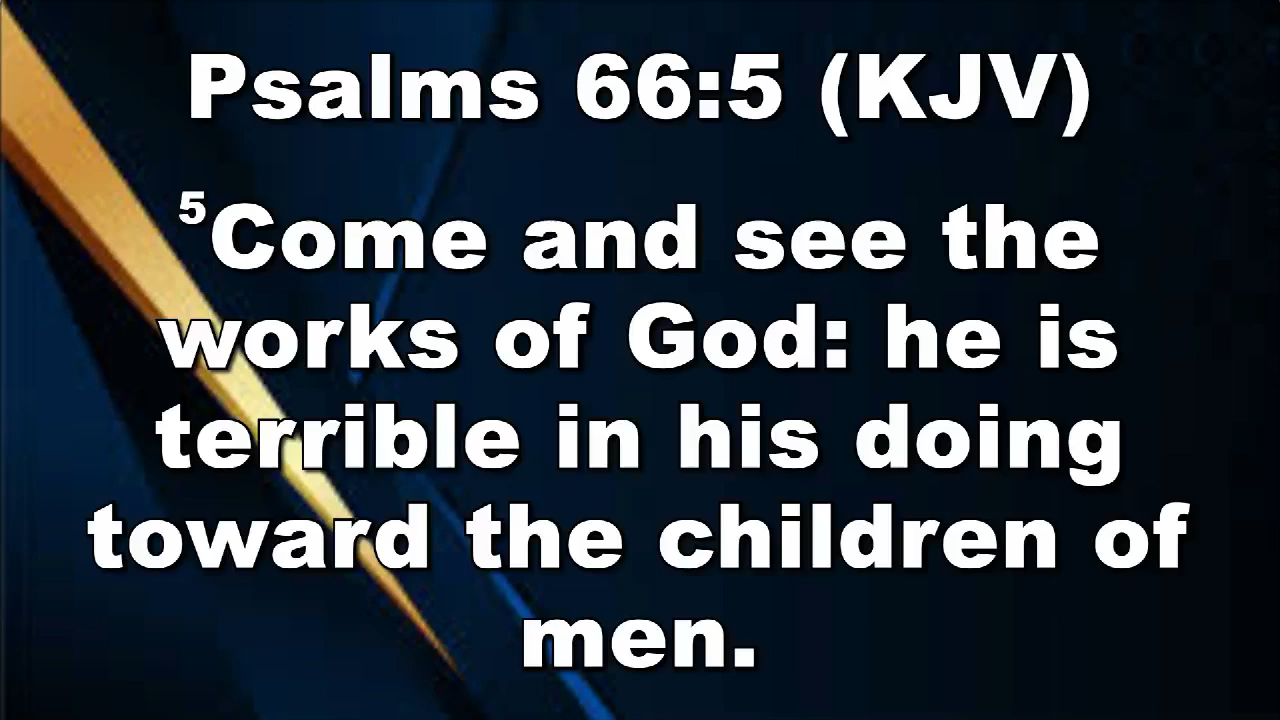 Psalms 66:5 (KJV)
5Come and see the
works of God: he is
terrible in his doing
toward the children of
men.